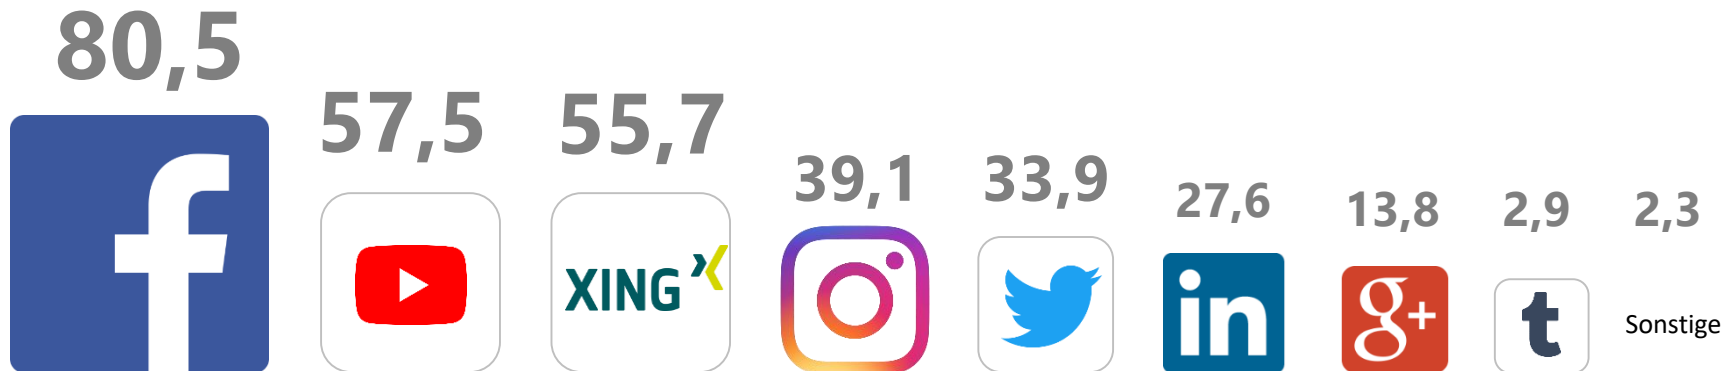 80,5
57,5
55,7
39,1
33,9
27,6
13,8
2,9
2,3
f
XING
in
g+
t
Sonstige